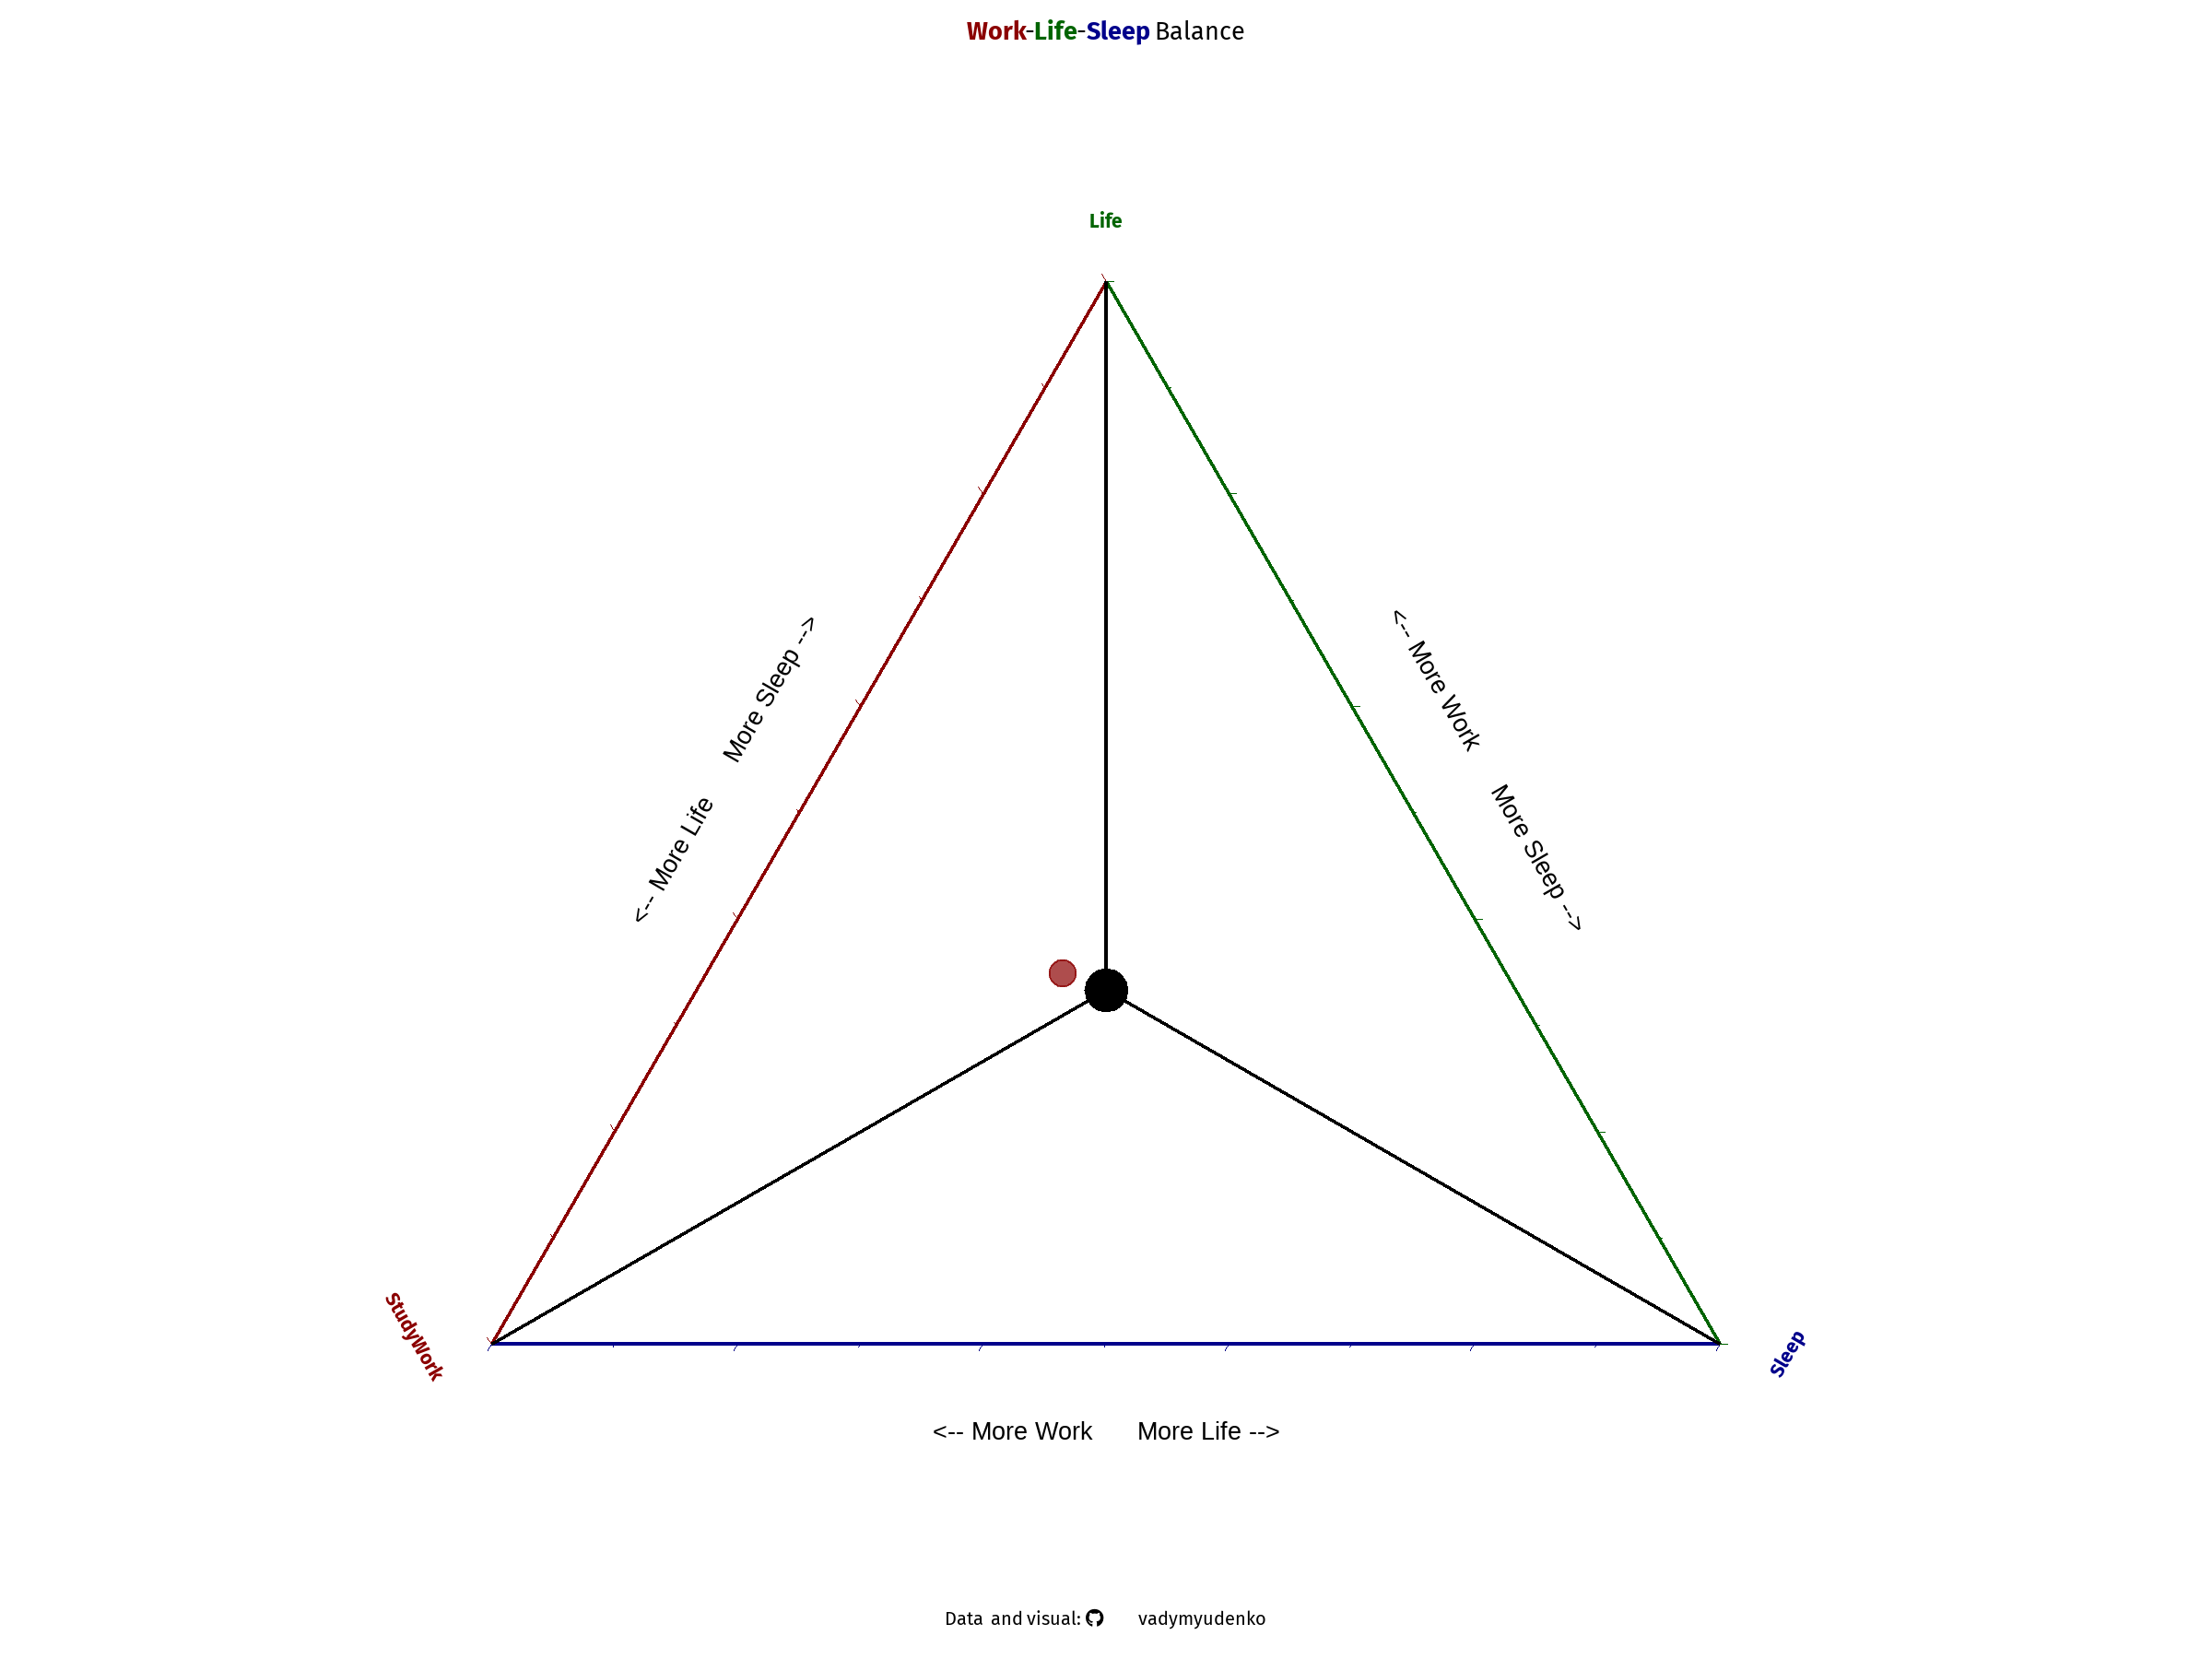 Work-Life-Sleep Balance
Life
<-- More Life     More Sleep -->
<-- More Work     More Sleep -->
StudyWork
Sleep
<-- More Work     More Life -->
Data and visual: vadymyudenko